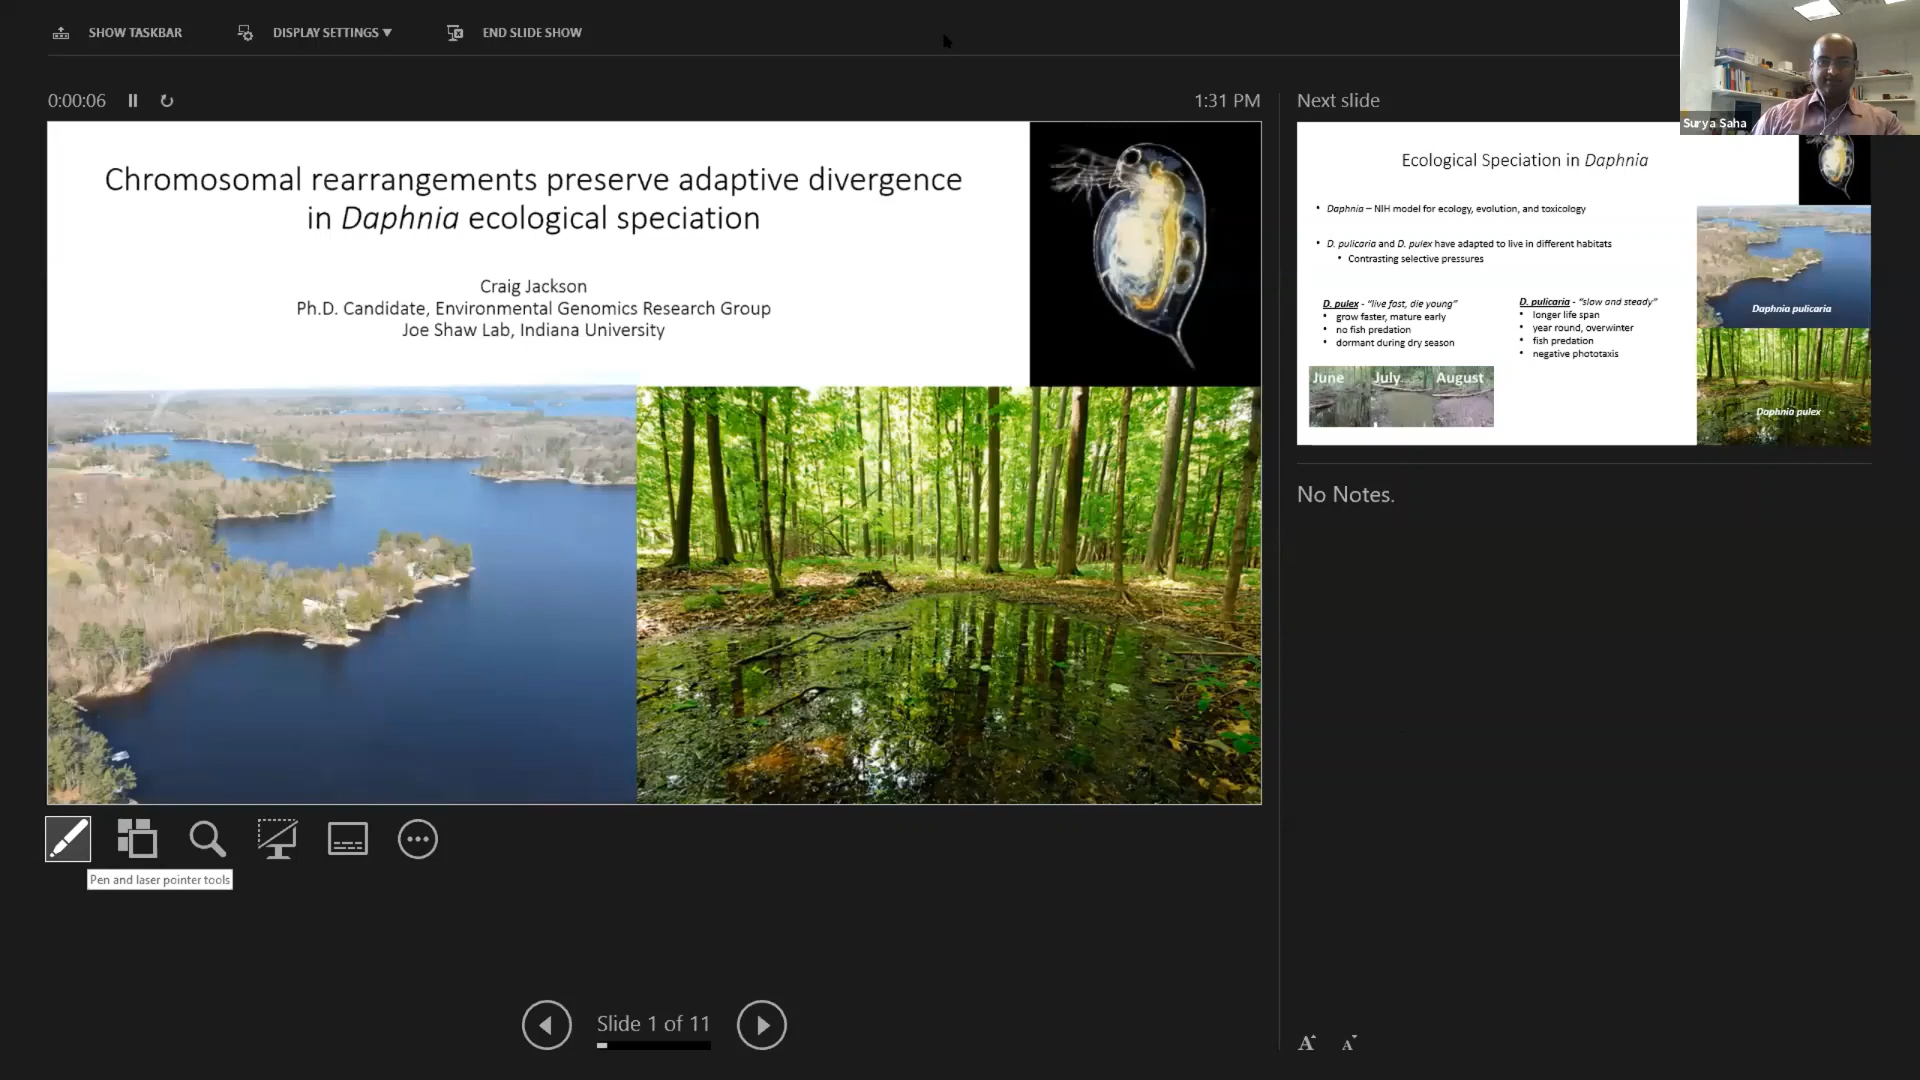 SHOW TASKBAR
DISPLAY SETTINGS ▼
END SLIDE SHOW
0:00:06
1:31 PM
Chromosomal rearrangements preserve adaptive divergence
in Daphnia ecological speciation
Craig Jackson
Ph.D. Candidate, Environmental Genomics Research Group
Joe Shaw Lab, Indiana University
Pen and laser pointer tools
Slide 1 of 11
Next slide
Surya Saha
Ecological Speciation in Daphnia
• Daphnia – NIH model for ecology, evolution, and toxicology
• D. pulicaria and D. pulex have adapted to live in different habitats
• Contrasting selective pressures
D. pulex - "live fast, die young"
• grow faster, mature early
• no fish predation
• dormant during dry season
D. pulicaria - "slow and steady"
• longer life span
• year round, overwinter
• fish predation
• negative phototaxis
June July August
Daphnia pulicaria
Daphnia pulex
No Notes.
A A